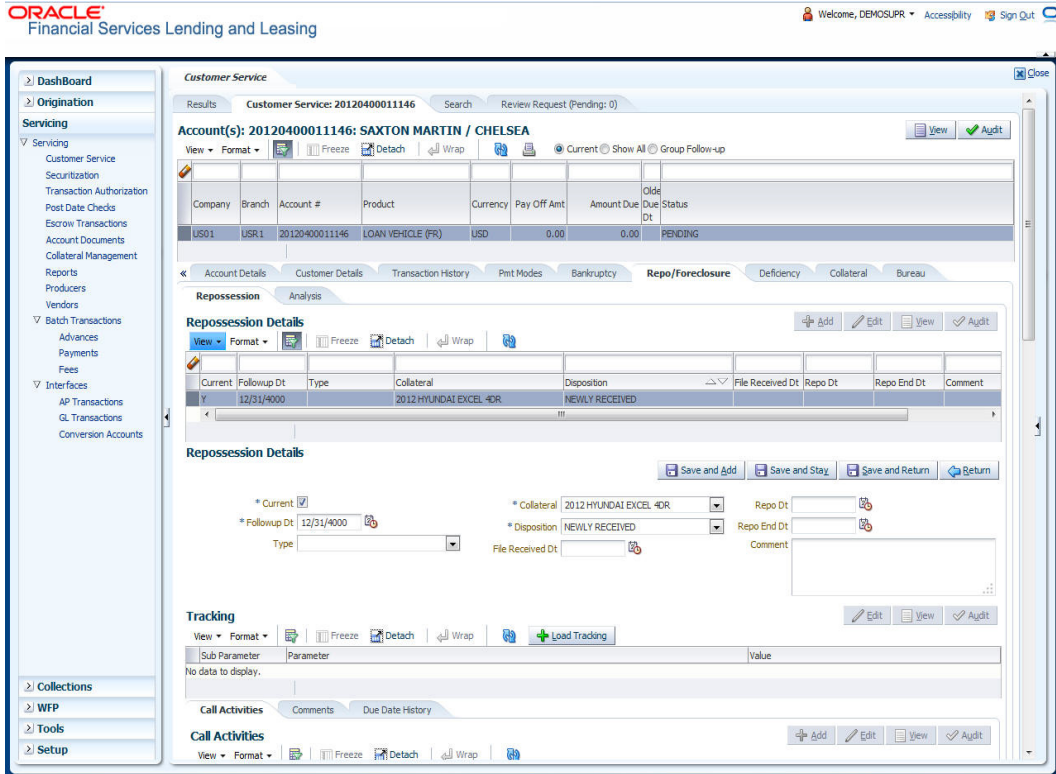 ORACLE'
Financial Services Lending and Leasing
Welcome, DEMOSUPR Accessibility Sign Out
Close
DashBoard
Origination
Servicing
Servicing
Customer Service
Securitization
Transaction Authorization
Post Date Checks
Escrow Transactions
Account Documents
Collateral Management
Reports
Producers
Vendors
Batch Transactions
Advances
Payments
Fees
Interfaces
AP Transactions
GL Transactions
Conversion Accounts
Collections
WFP
Tools
Setup
Customer Service
Results Customer Service: 20120400011146 Search Review Request (Pending: 0)
Account(s): 20120400011146: SAXTON MARTIN / CHELSEA
View Audit
View Format Freeze Detach Wrap Current Show All Group Follow-up
Company Branch Account # Product Currency Pay Off Amt Amount Due Olde Due Dt Status
US01 USR1 20120400011146 LOAN VEHICLE (FR) USD 0.00 0.00 PENDING
Account Details Customer Details Transaction History Pmt Modes Bankruptcy Repo/Foreclosure Deficiency Collateral Bureau
Repossession Analysis
Repossession Details
Add Edit View Audit
View Format Freeze Detach Wrap
Current Followup Dt Type Collateral Disposition File Received Dt Repo Dt Repo End Dt Comment
Y 12/31/4000 2012 HYUNDAI EXCEL 4DR NEWLY RECEIVED
Repossession Details
Save and Add Save and Stay Save and Return Return
* Current * Collateral 2012 HYUNDAI EXCEL 4DR Repo Dt
* Followup Dt 12/31/4000 * Disposition NEWLY RECEIVED Repo End Dt
Type File Received Dt Comment
Tracking
Edit View Audit
View Format Freeze Detach Wrap Load Tracking
Sub Parameter Parameter Value
No data to display.
Call Activities Comments Due Date History
Call Activities
Add Edit View Audit
View Format Freeze Detach Wrap